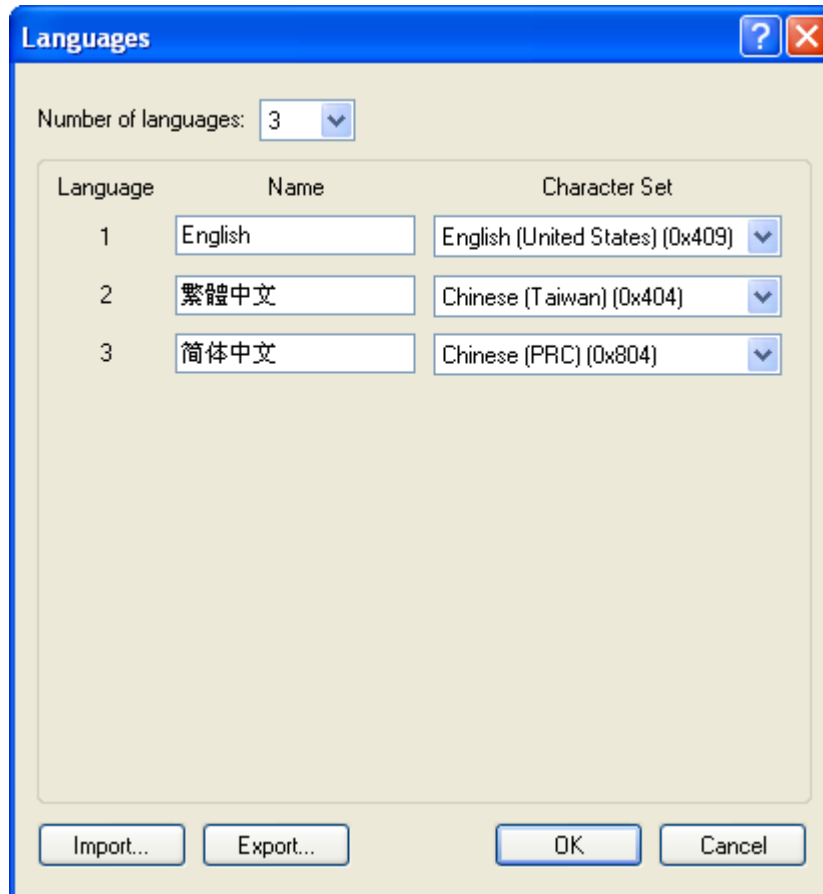 Languages
Number of languages: 3
Language Name Character Set
1 English English (United States) (0x409)
2 繁體中文 Chinese (Taiwan) (0x404)
3 简体中文 Chinese (PRC) (0x804)
Import... Export... OK Cancel